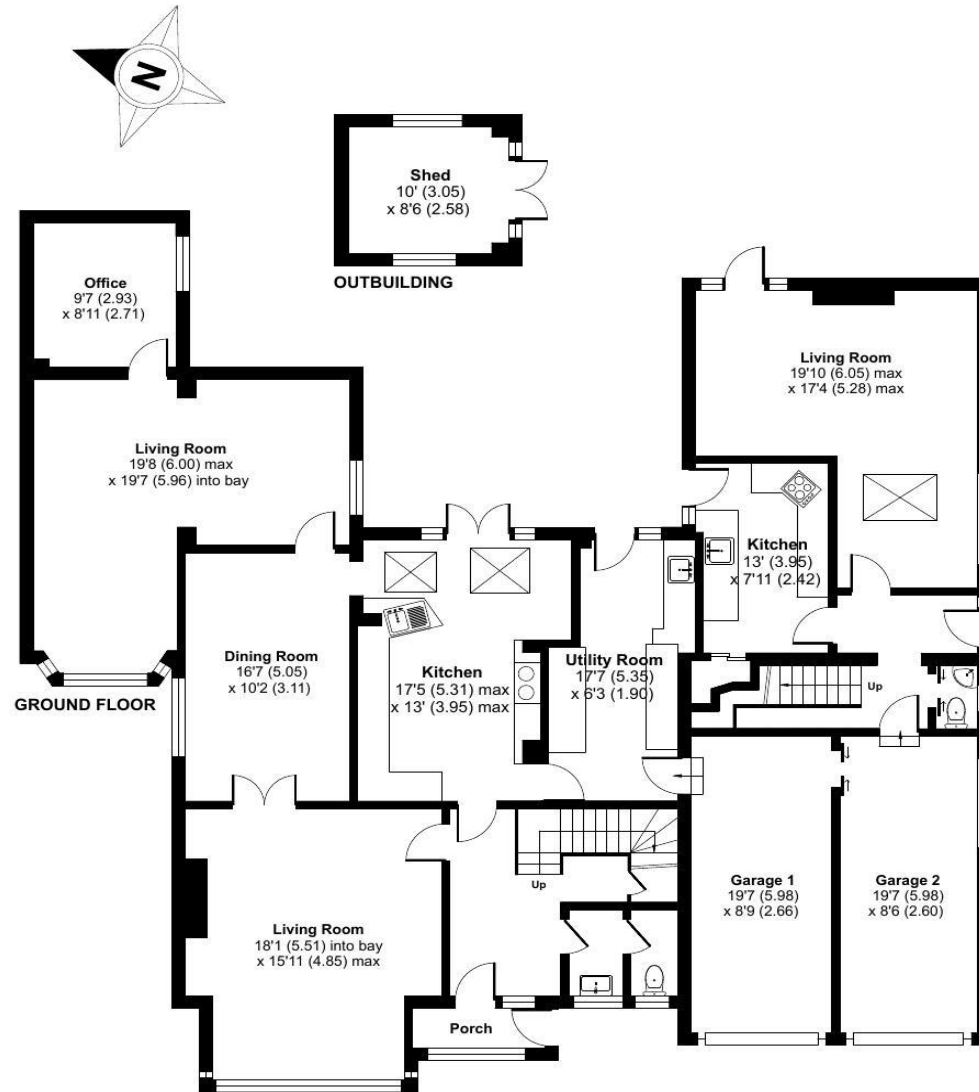 N
Shed
10' (3.05)
x 8'6 (2.58)
OUTBUILDING
Office
9'7 (2.93)
x 8'11 (2.71)
Living Room
19'10 (6.05) max
x 17'4 (5.28) max
Living Room
19'8 (6.00) max
x 19'7 (5.96) into bay
Kitchen
13' (3.95)
x 7'11 (2.42)
Dining Room
16'7 (5.05)
x 10'2 (3.11)
Kitchen
17'5 (5.31) max
x 13' (3.95) max
Utility Room
17'7 (5.35)
x 6'3 (1.90)
Up
GROUND FLOOR
Up
Garage 1
19'7 (5.98)
x 8'9 (2.66)
Garage 2
19'7 (5.98)
x 8'6 (2.60)
Living Room
18'1 (5.51) into bay
x 15'11 (4.85) max
Porch